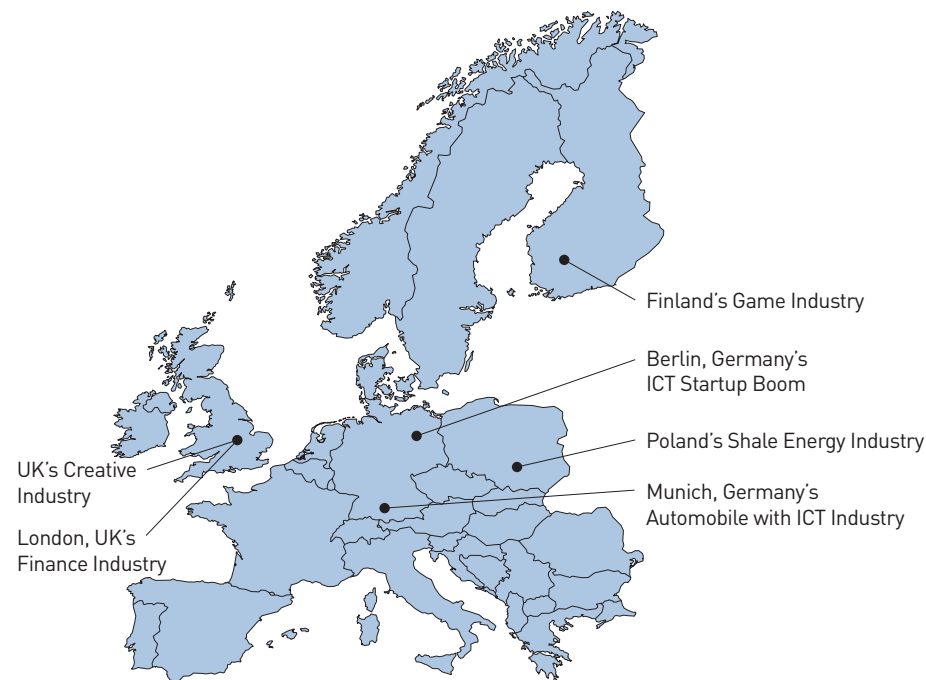 Finland's Game Industry
Berlin, Germany's
ICT Startup Boom
Poland's Shale Energy Industry
Munich, Germany's
Automobile with ICT Industry
UK's Creative
Industry
London, UK's
Finance Industry